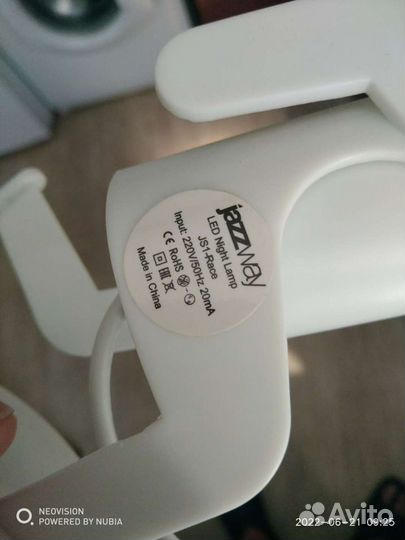 jazzway
LED Night Lamp
JS1-Race
Input: 220V/50Hz 20mA
CE RoHS
EAC
Made in China
NEOVISION
POWERED BY NUBIA
2022-06-21 09:25
Avito